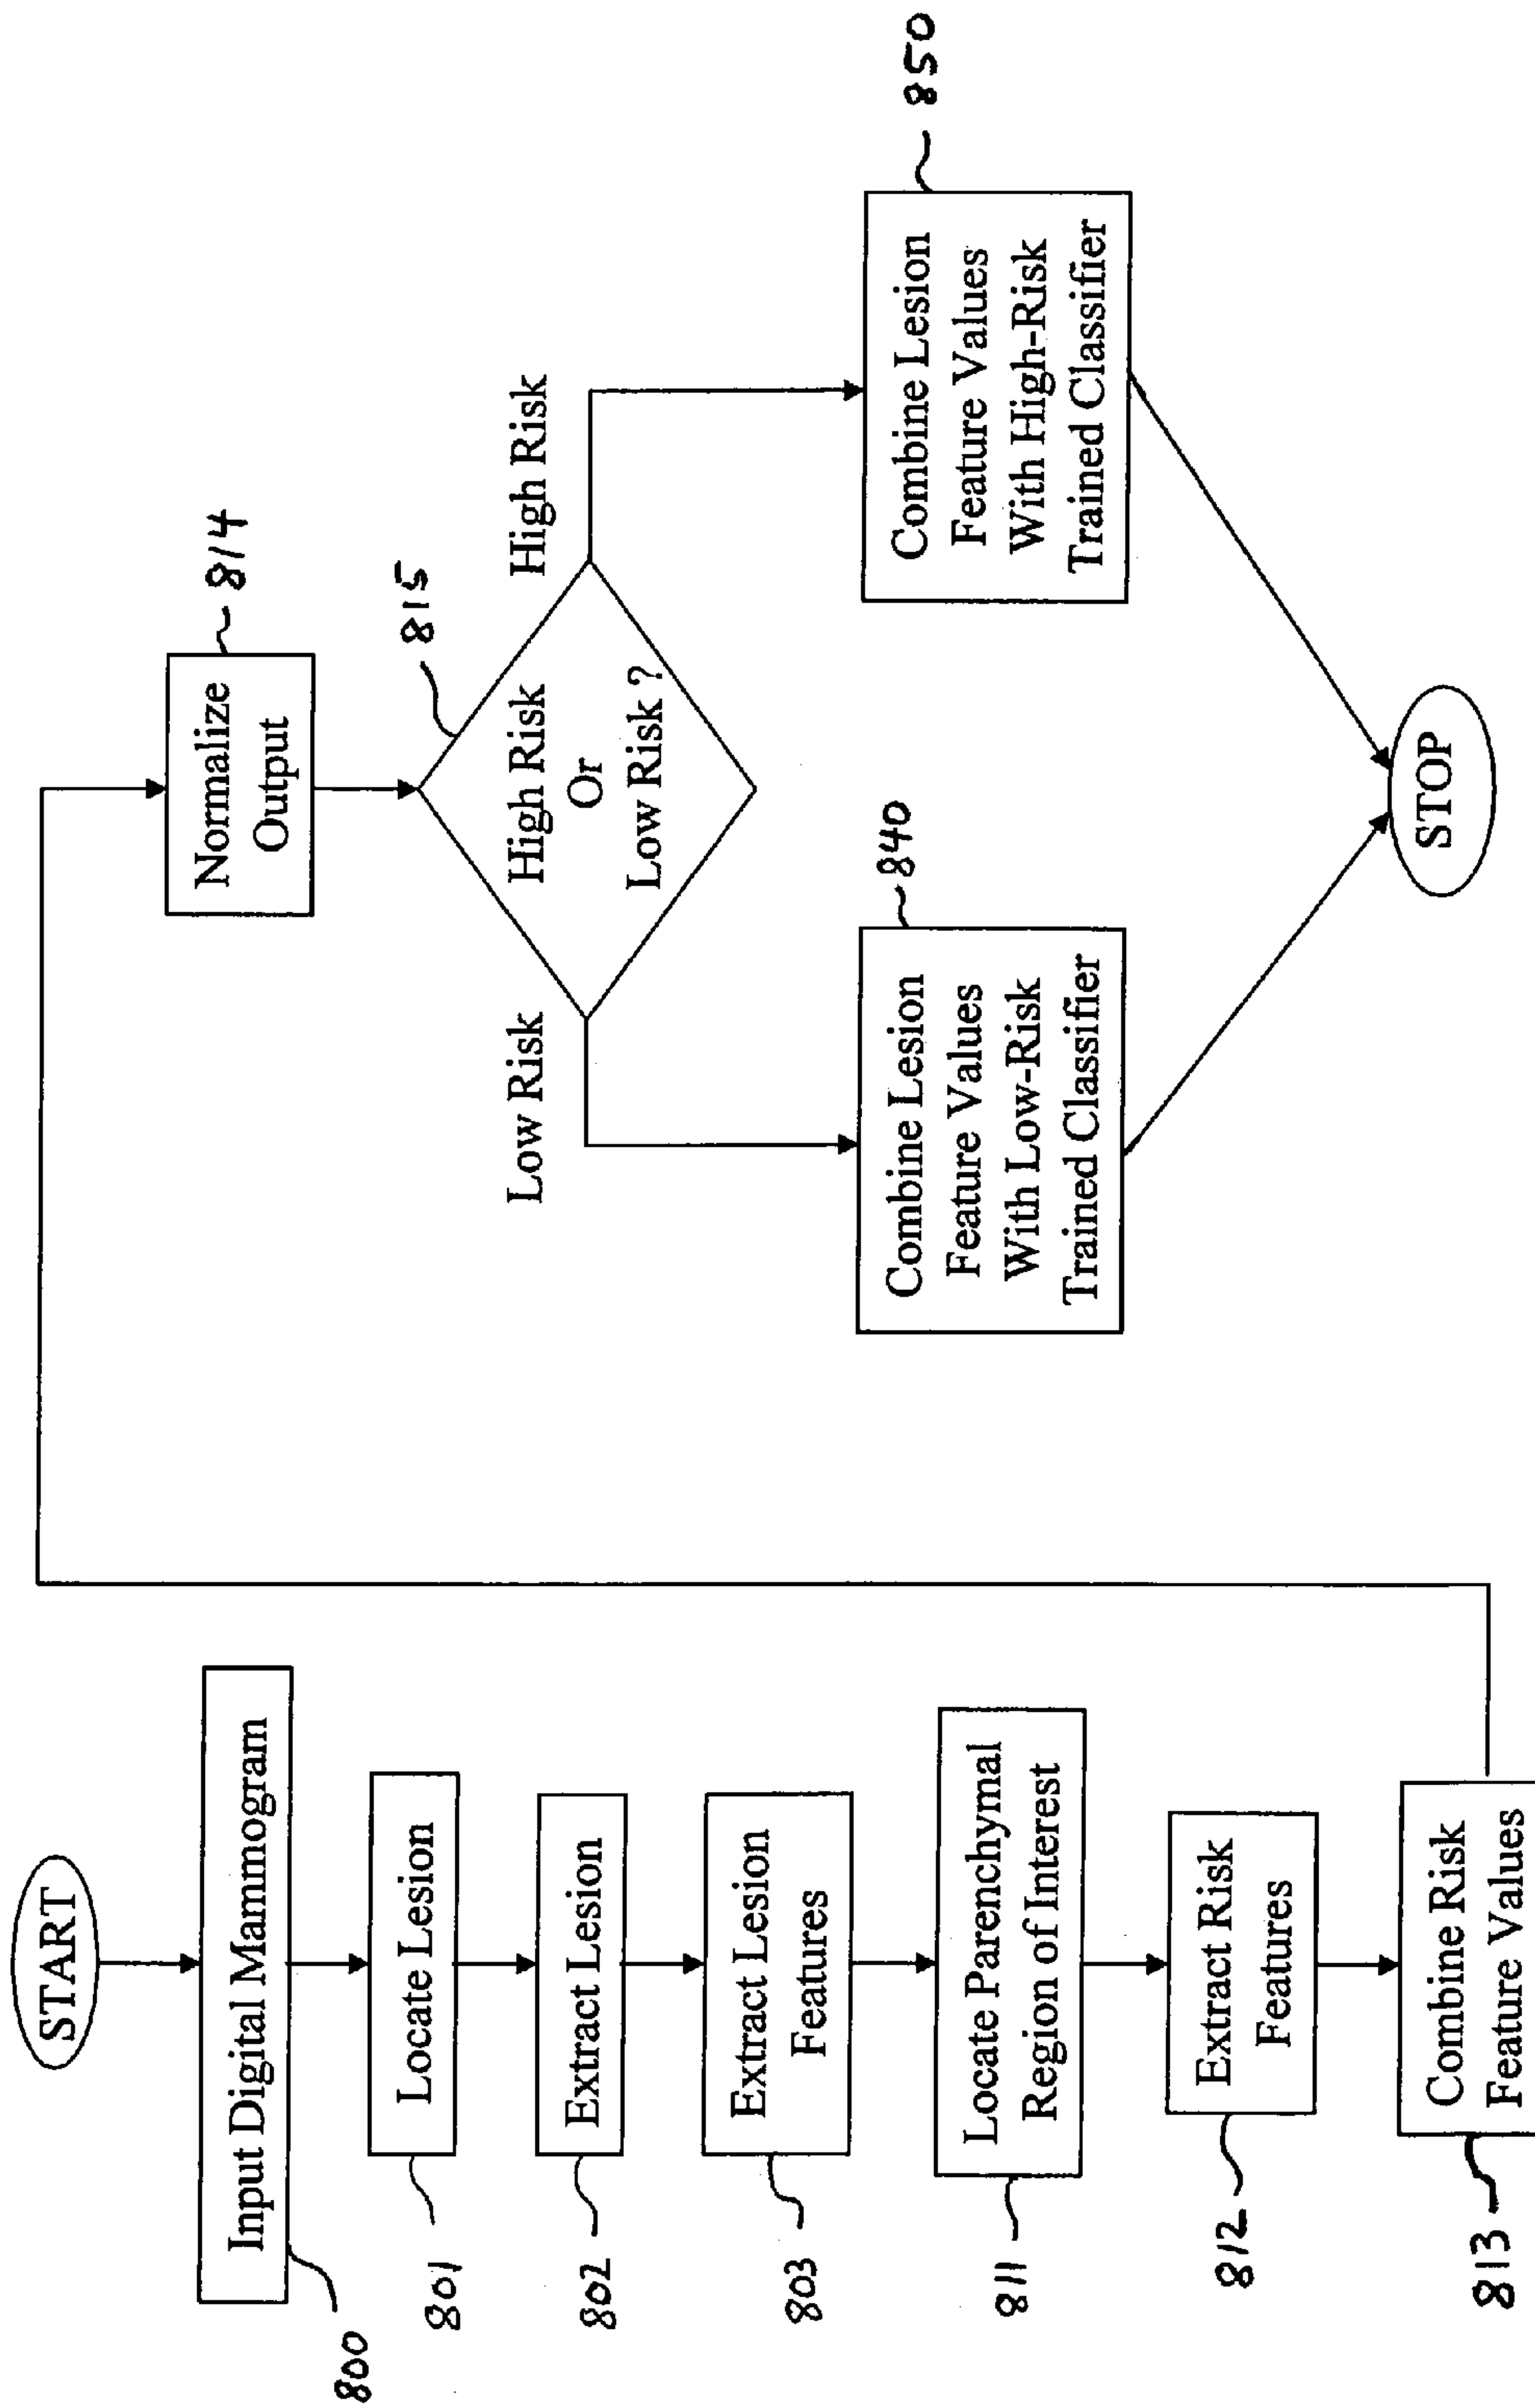 START
Input Digital Mammogram
800
Locate Lesion
801
Extract Lesion
802
Extract Lesion
Features
803
Locate Parenchymal
Region of Interest
811
Extract Risk
Features
812
Combine Risk
Feature Values
813
Normalize
Output
814
High Risk
Or
Low Risk ?
815
Low Risk
High Risk
Combine Lesion
Feature Values
With Low-Risk
Trained Classifier
840
Combine Lesion
Feature Values
With High-Risk
Trained Classifier
850
STOP